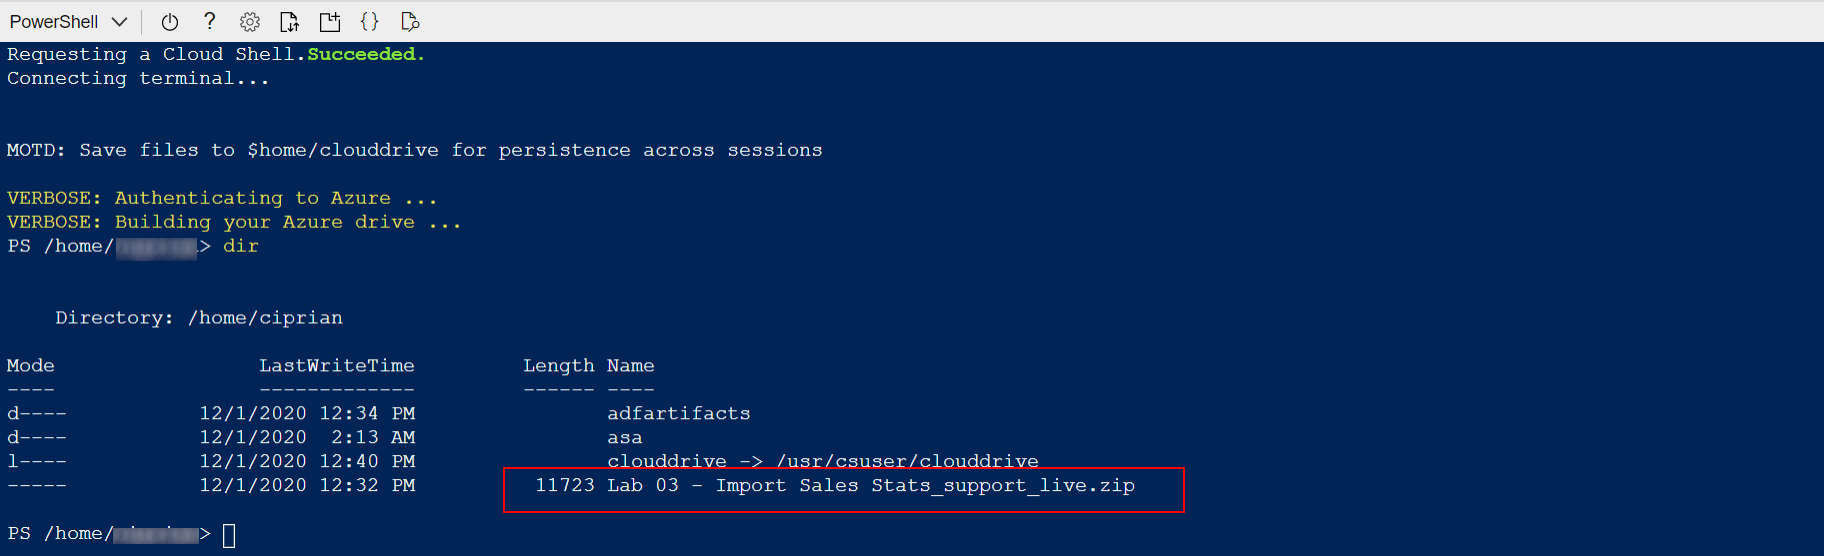 PowerShell
Requesting a Cloud Shell.Succeeded.
Connecting terminal...
MOTD: Save files to $home/clouddrive for persistence across sessions
VERBOSE: Authenticating to Azure ...
VERBOSE: Building your Azure drive ...
PS /home/ > dir
Directory: /home/ciprian
Mode LastWriteTime Length Name
---- ------------- ------ ----
d---- 12/1/2020 12:34 PM adfartifacts
d---- 12/1/2020 2:13 AM asa
l---- 12/1/2020 12:40 PM clouddrive -> /usr/csuser/clouddrive
----- 12/1/2020 12:32 PM 11723 Lab 03 - Import Sales Stats_support_live.zip
PS /home/ >